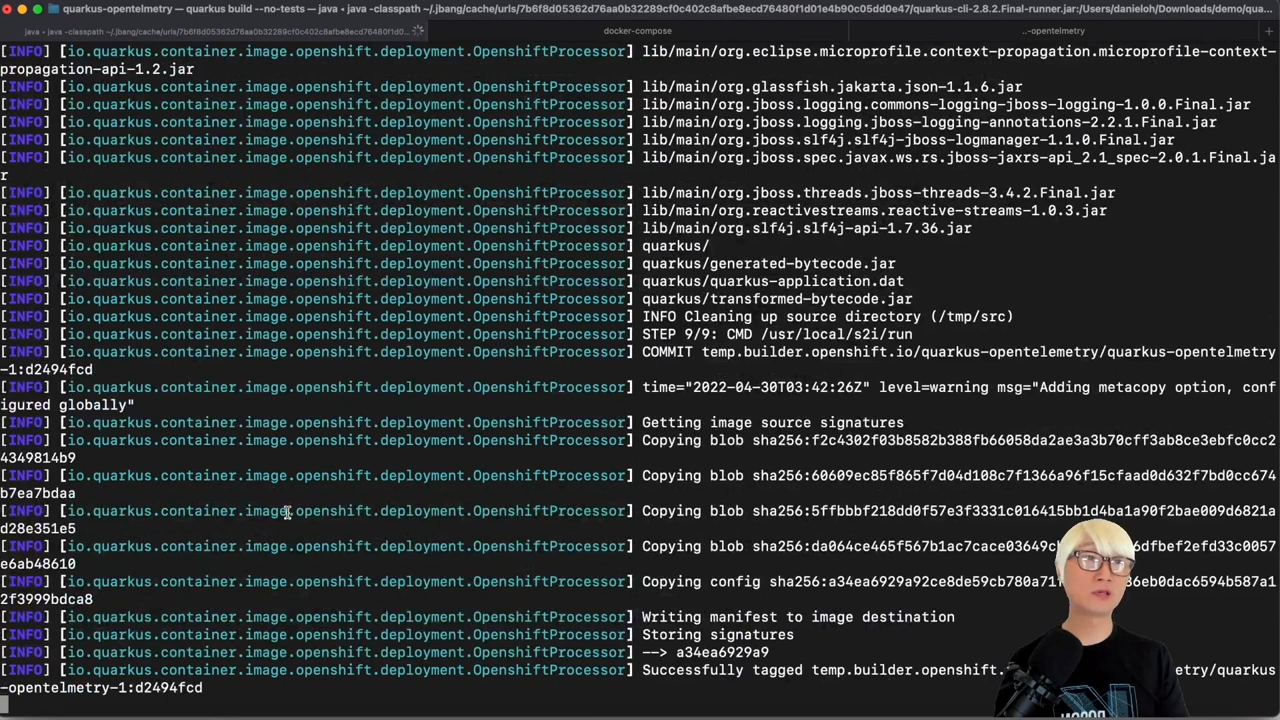 quarkus-opentelmetry — quarkus build --no-tests — java ◂ java -classpath ~/.jbang/cache/urls/7b6f8d05362d76aa0b32289c3c48c40afbe8ecd76480f1d01e4b90c5dd0e47/quarkus-cli-2.8.2.Final-runner.jar:/Users/danieloh/Downloads/demo/qua...
docker-compose
..-opentelmetry
[INFO] [io.quarkus.container.image.openshift.deployment.OpenshiftProcessor] lib/main/org.eclipse.microprofile.context-propagation.microprofile-context-
propagation-api-1.2.jar
[INFO] [io.quarkus.container.image.openshift.deployment.OpenshiftProcessor] lib/main/org.glassfish.jakarta.json-1.1.6.jar
[INFO] [io.quarkus.container.image.openshift.deployment.OpenshiftProcessor] lib/main/org.jboss.logging.commons-logging-jboss-logging-1.0.0.Final.jar
[INFO] [io.quarkus.container.image.openshift.deployment.OpenshiftProcessor] lib/main/org.jboss.logging.jboss-logging-annotations-2.2.1.Final.jar
[INFO] [io.quarkus.container.image.openshift.deployment.OpenshiftProcessor] lib/main/org.jboss.slf4j.slf4j-jboss-logmanager-1.1.0.Final.jar
[INFO] [io.quarkus.container.image.openshift.deployment.OpenshiftProcessor] lib/main/org.jboss.spec.javax.ws.rs.jboss-jaxrs-api_2.1_spec-2.0.1.Final.ja
r
[INFO] [io.quarkus.container.image.openshift.deployment.OpenshiftProcessor] lib/main/org.jboss.threads.jboss-threads-3.4.2.Final.jar
[INFO] [io.quarkus.container.image.openshift.deployment.OpenshiftProcessor] lib/main/org.reactivestreams.reactive-streams-1.0.3.jar
[INFO] [io.quarkus.container.image.openshift.deployment.OpenshiftProcessor] lib/main/org.slf4j.slf4j-api-1.7.36.jar
[INFO] [io.quarkus.container.image.openshift.deployment.OpenshiftProcessor] quarkus/
[INFO] [io.quarkus.container.image.openshift.deployment.OpenshiftProcessor] quarkus/generated-bytecode.jar
[INFO] [io.quarkus.container.image.openshift.deployment.OpenshiftProcessor] quarkus/quarkus-application.dat
[INFO] [io.quarkus.container.image.openshift.deployment.OpenshiftProcessor] quarkus/transformed-bytecode.jar
[INFO] [io.quarkus.container.image.openshift.deployment.OpenshiftProcessor] INFO Cleaning up source directory (/tmp/src)
[INFO] [io.quarkus.container.image.openshift.deployment.OpenshiftProcessor] STEP 9/9: CMD /usr/local/s2i/run
[INFO] [io.quarkus.container.image.openshift.deployment.OpenshiftProcessor] COMMIT temp.builder.openshift.io/quarkus-opentelemetry/quarkus-opentelmetry
-1:d2494fcd
[INFO] [io.quarkus.container.image.openshift.deployment.OpenshiftProcessor] time="2022-04-30T03:42:26Z" level=warning msg="Adding metacopy option, conf
igured globally"
[INFO] [io.quarkus.container.image.openshift.deployment.OpenshiftProcessor] Getting image source signatures
[INFO] [io.quarkus.container.image.openshift.deployment.OpenshiftProcessor] Copying blob sha256:f2c4302f03b8582b388fb66058da2ae3a3b70cff3ab8ce3ebfc0cc2
4349814b9
[INFO] [io.quarkus.container.image.openshift.deployment.OpenshiftProcessor] Copying blob sha256:60609ec85f865f7d04d108c7f1366a96f15cfaad0d632f7bd0cc674
b7ea7bdaa
[INFO] [io.quarkus.container.image.openshift.deployment.OpenshiftProcessor] Copying blob sha256:5ffbbbf218dd0f57e3f3331c016415bb1d4ba1a90f2bae009d6821a
d28e351e5
[INFO] [io.quarkus.container.image.openshift.deployment.OpenshiftProcessor] Copying blob sha256:da064ce465f567b1ac7cace03649c dfbef2efd33c0057
e6ab48610
[INFO] [io.quarkus.container.image.openshift.deployment.OpenshiftProcessor] Copying config sha256:a34ea6929a92ce8de59cb780a71 86eb0dac6594b587a1
2f3999bdca8
[INFO] [io.quarkus.container.image.openshift.deployment.OpenshiftProcessor] Writing manifest to image destination
[INFO] [io.quarkus.container.image.openshift.deployment.OpenshiftProcessor] Storing signatures
[INFO] [io.quarkus.container.image.openshift.deployment.OpenshiftProcessor] --> a34ea6929a9
[INFO] [io.quarkus.container.image.openshift.deployment.OpenshiftProcessor] Successfully tagged temp.builder.openshift. etry/quarkus
-opentelmetry-1:d2494fcd